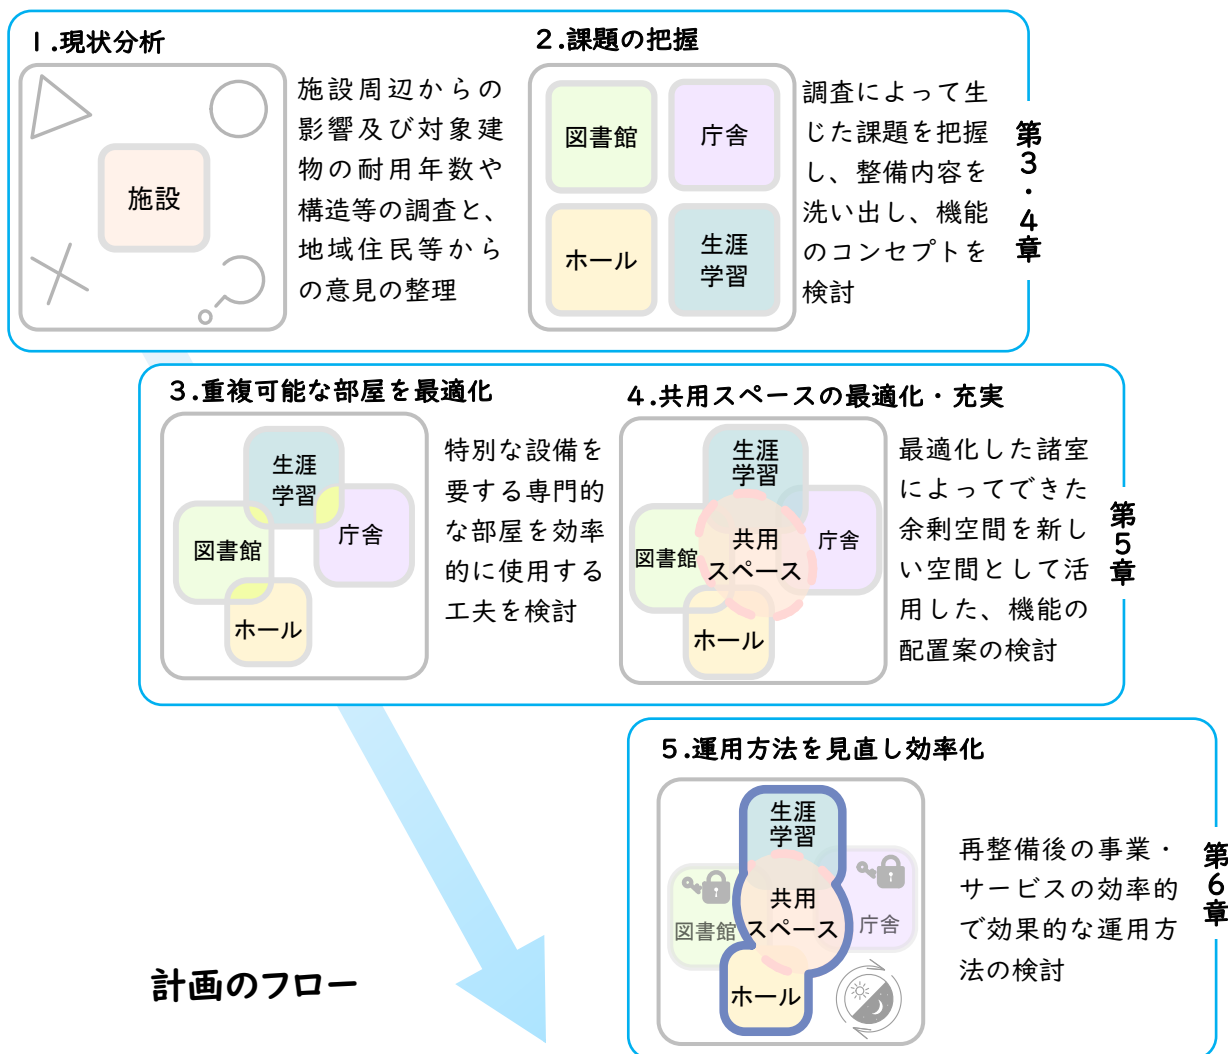 1.現状分析
施設
施設周辺からの
影響及び対象建
物の耐用年数や
構造等の調査と、
地域住民等から
の意見の整理
2.課題の把握
図書館
庁舎
ホール
生涯
学習
調査によって生
じた課題を把握
し、整備内容を
洗い出し、機能
のコンセプトを
検討
第3・4章
3.重複可能な部屋を最適化
生涯
学習
図書館
庁舎
ホール
特別な設備を
要する専門的
な部屋を効率
的に使用する
工夫を検討
4.共用スペースの最適化・充実
生涯
学習
図書館
共用
スペース
庁舎
ホール
最適化した諸室
によってできた
余剰空間を新し
い空間として活
用した、機能の
配置案の検討
第5章
5.運用方法を見直し効率化
生涯
学習
図書館
共用
スペース
庁舎
ホール
再整備後の事業・
サービスの効率的
で効果的な運用方
法の検討
第6章
計画のフロー